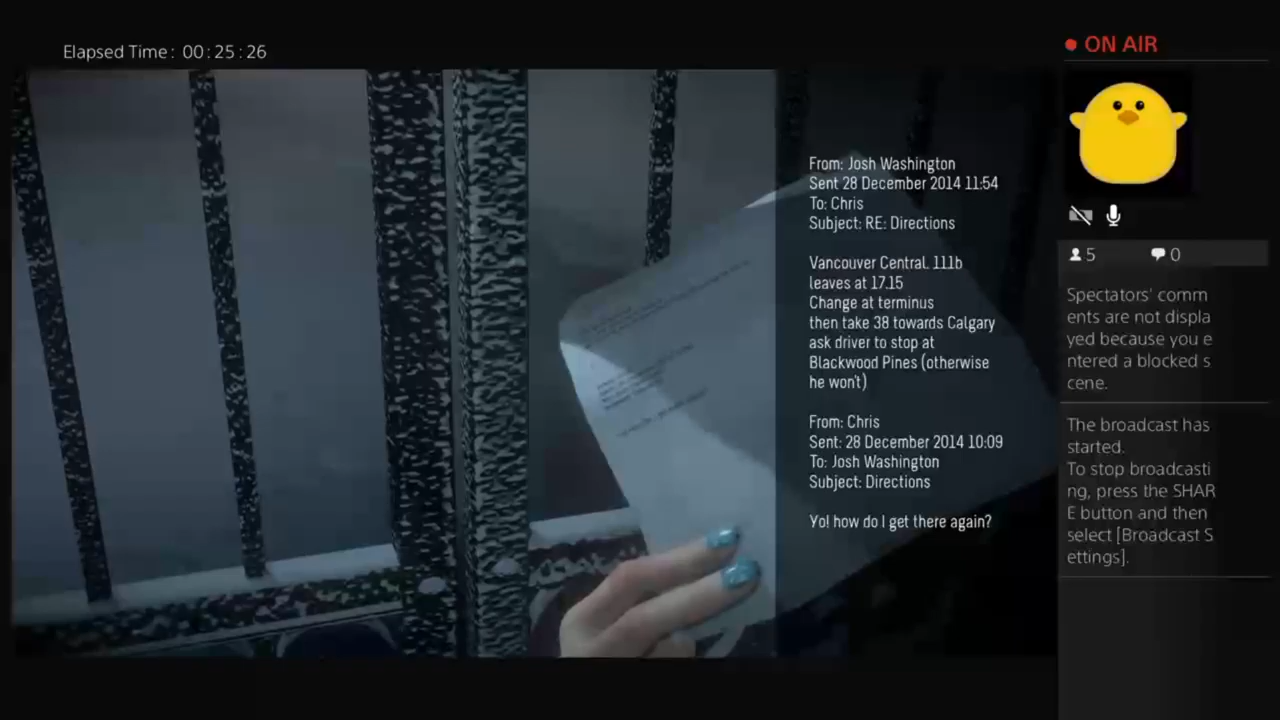 Elapsed Time: 00:25:26
ON AIR
From: Josh Washington
Sent 28 December 2014 11:54
To: Chris
Subject: RE: Directions
Vancouver Central. 111b
leaves at 17.15
Change at terminus
then take 38 towards Calgary
ask driver to stop at
Blackwood Pines (otherwise
he won't)
From: Chris
Sent: 28 December 2014 10:09
To: Josh Washington
Subject: Directions
Yo! how do I get there again?
5
0
Spectators' comm
ents are not displa
yed because you e
ntered a blocked s
cene.
The broadcast has
started.
To stop broadcasti
ng, press the SHAR
E button and then
select [Broadcast S
ettings].